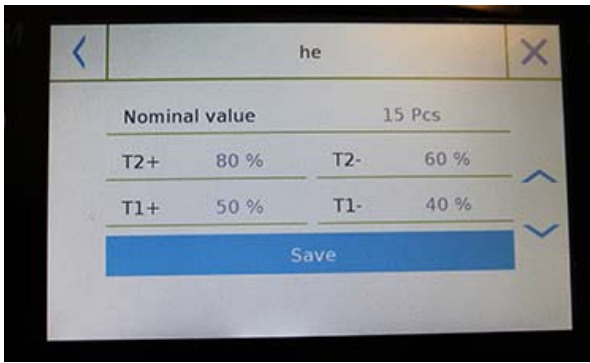 he
Nominal value 15 Pcs
T2+ 80 % T2- 60 %
T1+ 50 % T1- 40 %
Save